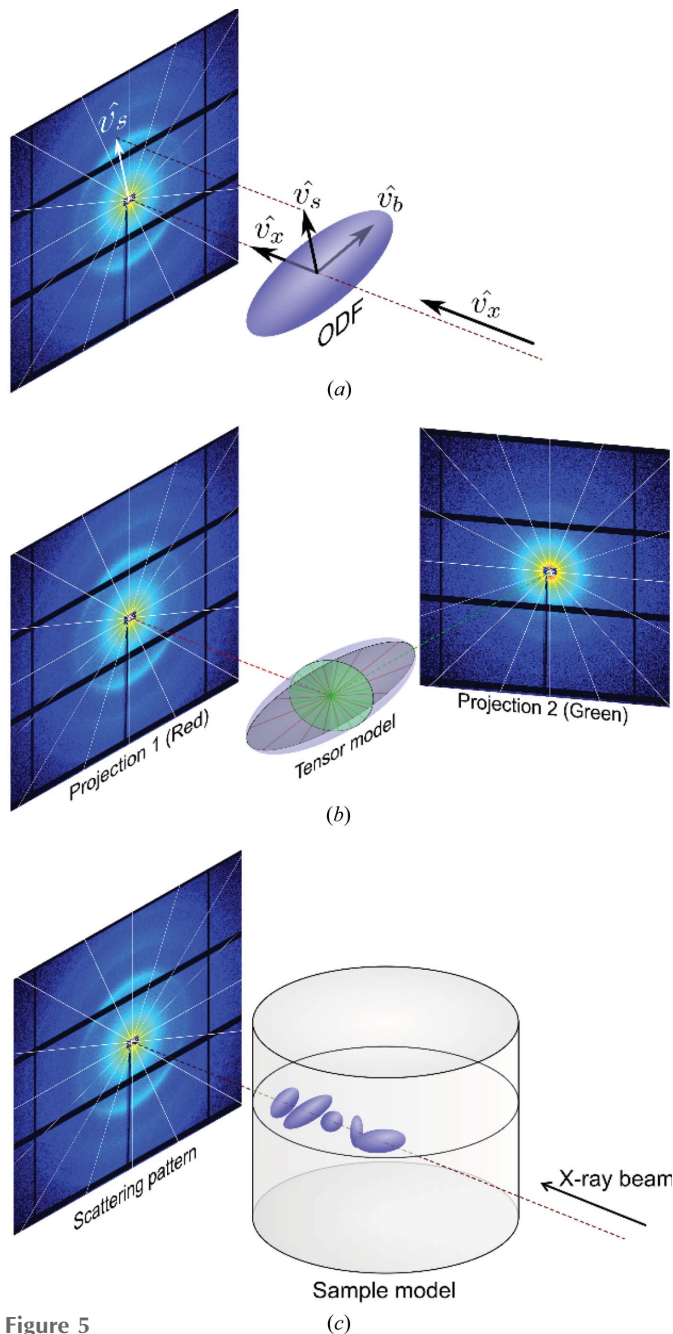 v̂s
v̂s
v̂b
v̂x
v̂x
ODF
(a)
Projection 1 (Red)
Tensor model
Projection 2 (Green)
(b)
Scattering pattern
X-ray beam
Sample model
Figure 5
(c)